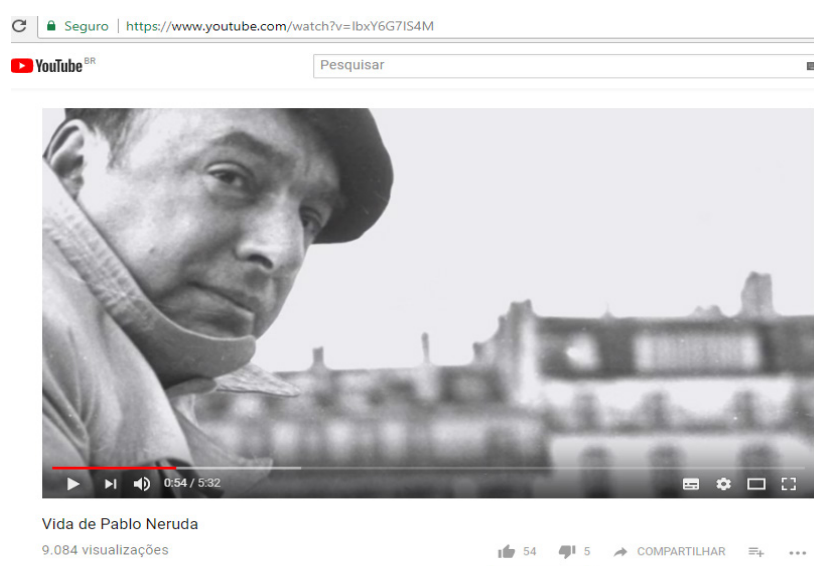 Seguro | https://www.youtube.com/watch?v=lbxY6G7lS4M
YouTube BR
Pesquisar
0:54 / 5:32
Vida de Pablo Neruda
9.084 visualizações
54 5 COMPARTILHAR